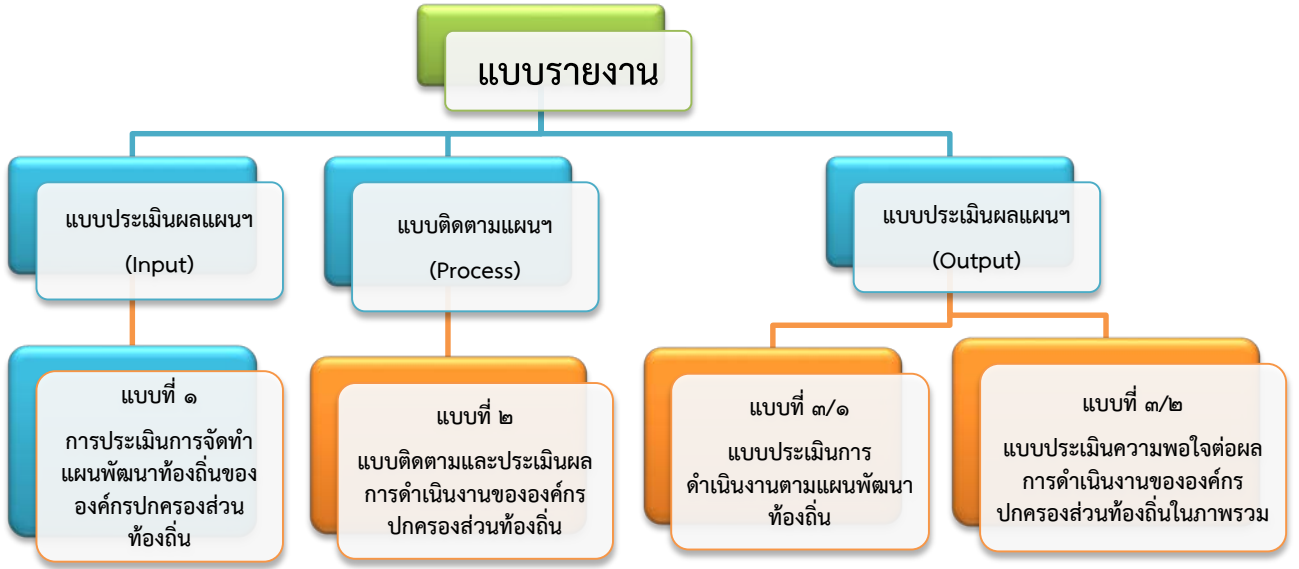 แบบรายงาน
แบบประเมินผลแผนฯ
(Input)
แบบติดตามแผนฯ
(Process)
แบบประเมินผลแผนฯ
(Output)
แบบที่ ๑
การประเมินการจัดทำ
แผนพัฒนาท้องถิ่นของ
องค์กรปกครองส่วน
ท้องถิ่น
แบบที่ ๒
แบบติดตามและประเมินผล
การดำเนินงานขององค์กร
ปกครองส่วนท้องถิ่น
แบบที่ ๓/๑
แบบประเมินการ
ดำเนินงานตามแผนพัฒนา
ท้องถิ่น
แบบที่ ๓/๒
แบบประเมินความพอใจต่อผล
การดำเนินงานขององค์กร
ปกครองส่วนท้องถิ่นในภาพรวม